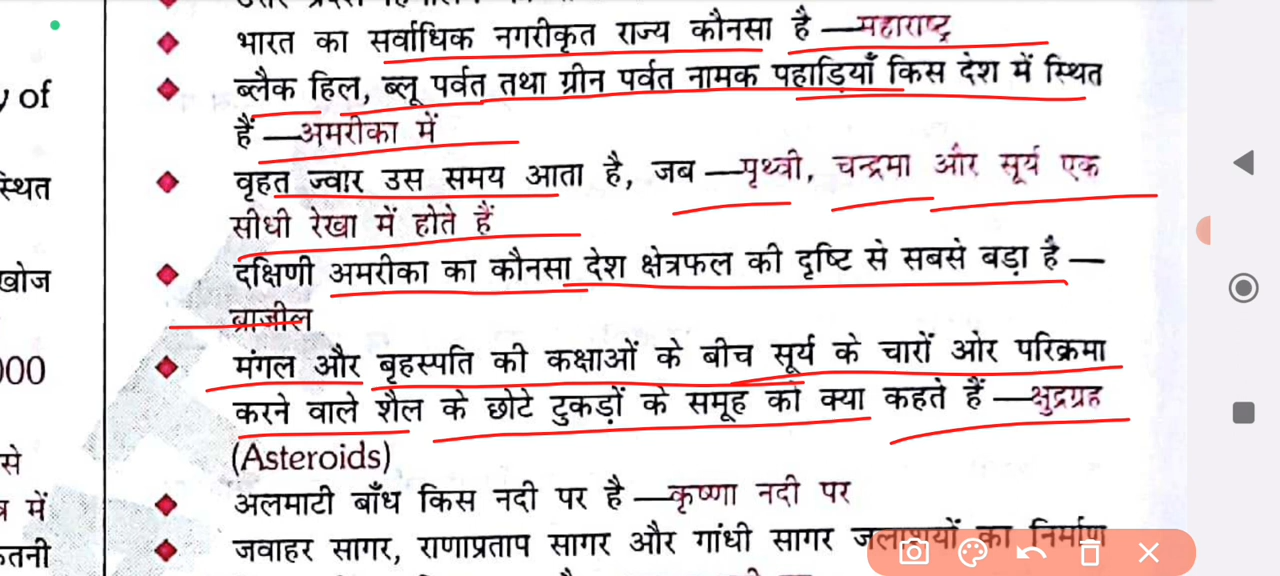 y of
स्थित
खोज
000
से
त्र में
कतनी
भारत का सर्वाधिक नगरीकृत राज्य कौनसा है —महाराष्ट्र
ब्लैक हिल, ब्लू पर्वत तथा ग्रीन पर्वत नामक पहाड़ियाँ किस देश में स्थित
हैं —अमरीका में
वृहत ज्वार उस समय आता है, जब —पृथ्वी, चन्द्रमा और सूर्य एक
सीधी रेखा में होते हैं
दक्षिणी अमरीका का कौनसा देश क्षेत्रफल की दृष्टि से सबसे बड़ा है —
ब्राजील
मंगल और बृहस्पति की कक्षाओं के बीच सूर्य के चारों ओर परिक्रमा
करने वाले शैल के छोटे टुकड़ों के समूह को क्या कहते हैं —क्षुद्रग्रह
(Asteroids)
अलमाटी बाँध किस नदी पर है —कृष्णा नदी पर
जवाहर सागर, राणाप्रताप सागर और गांधी सागर जलाशयों का निर्माण